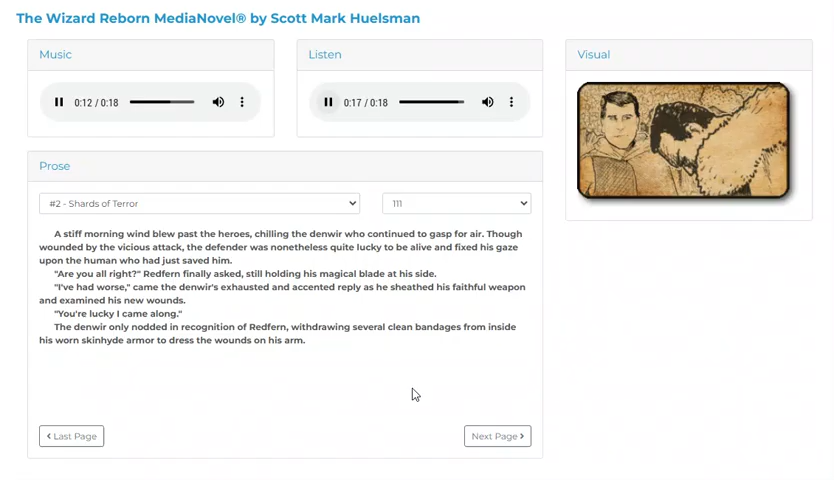 The Wizard Reborn MediaNovel® by Scott Mark Huelsman
Music
0:12 / 0:18
Listen
0:17 / 0:18
Visual
Prose
#2 - Shards of Terror
111
A stiff morning wind blew past the heroes, chilling the denwir who continued to gasp for air. Though
wounded by the vicious attack, the defender was nonetheless quite lucky to be alive and fixed his gaze
upon the human who had just saved him.
"Are you all right?" Redfern finally asked, still holding his magical blade at his side.
"I've had worse," came the denwir's exhausted and accented reply as he sheathed his faithful weapon
and examined his new wounds.
"You're lucky I came along."
The denwir only nodded in recognition of Redfern, withdrawing several clean bandages from inside
his worn skinhyde armor to dress the wounds on his arm.
Last Page
Next Page